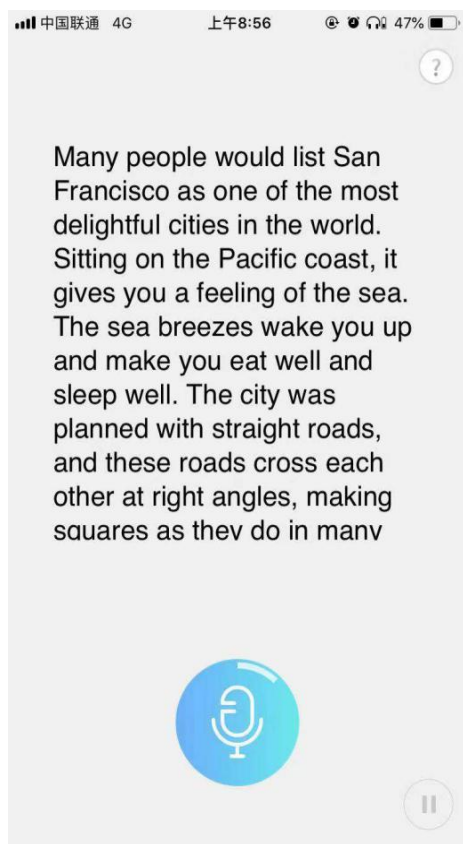 中国联通 4G 上午8:56 47%
?
Many people would list San
Francisco as one of the most
delightful cities in the world.
Sitting on the Pacific coast, it
gives you a feeling of the sea.
The sea breezes wake you up
and make you eat well and
sleep well. The city was
planned with straight roads,
and these roads cross each
other at right angles, making
squares as they do in many